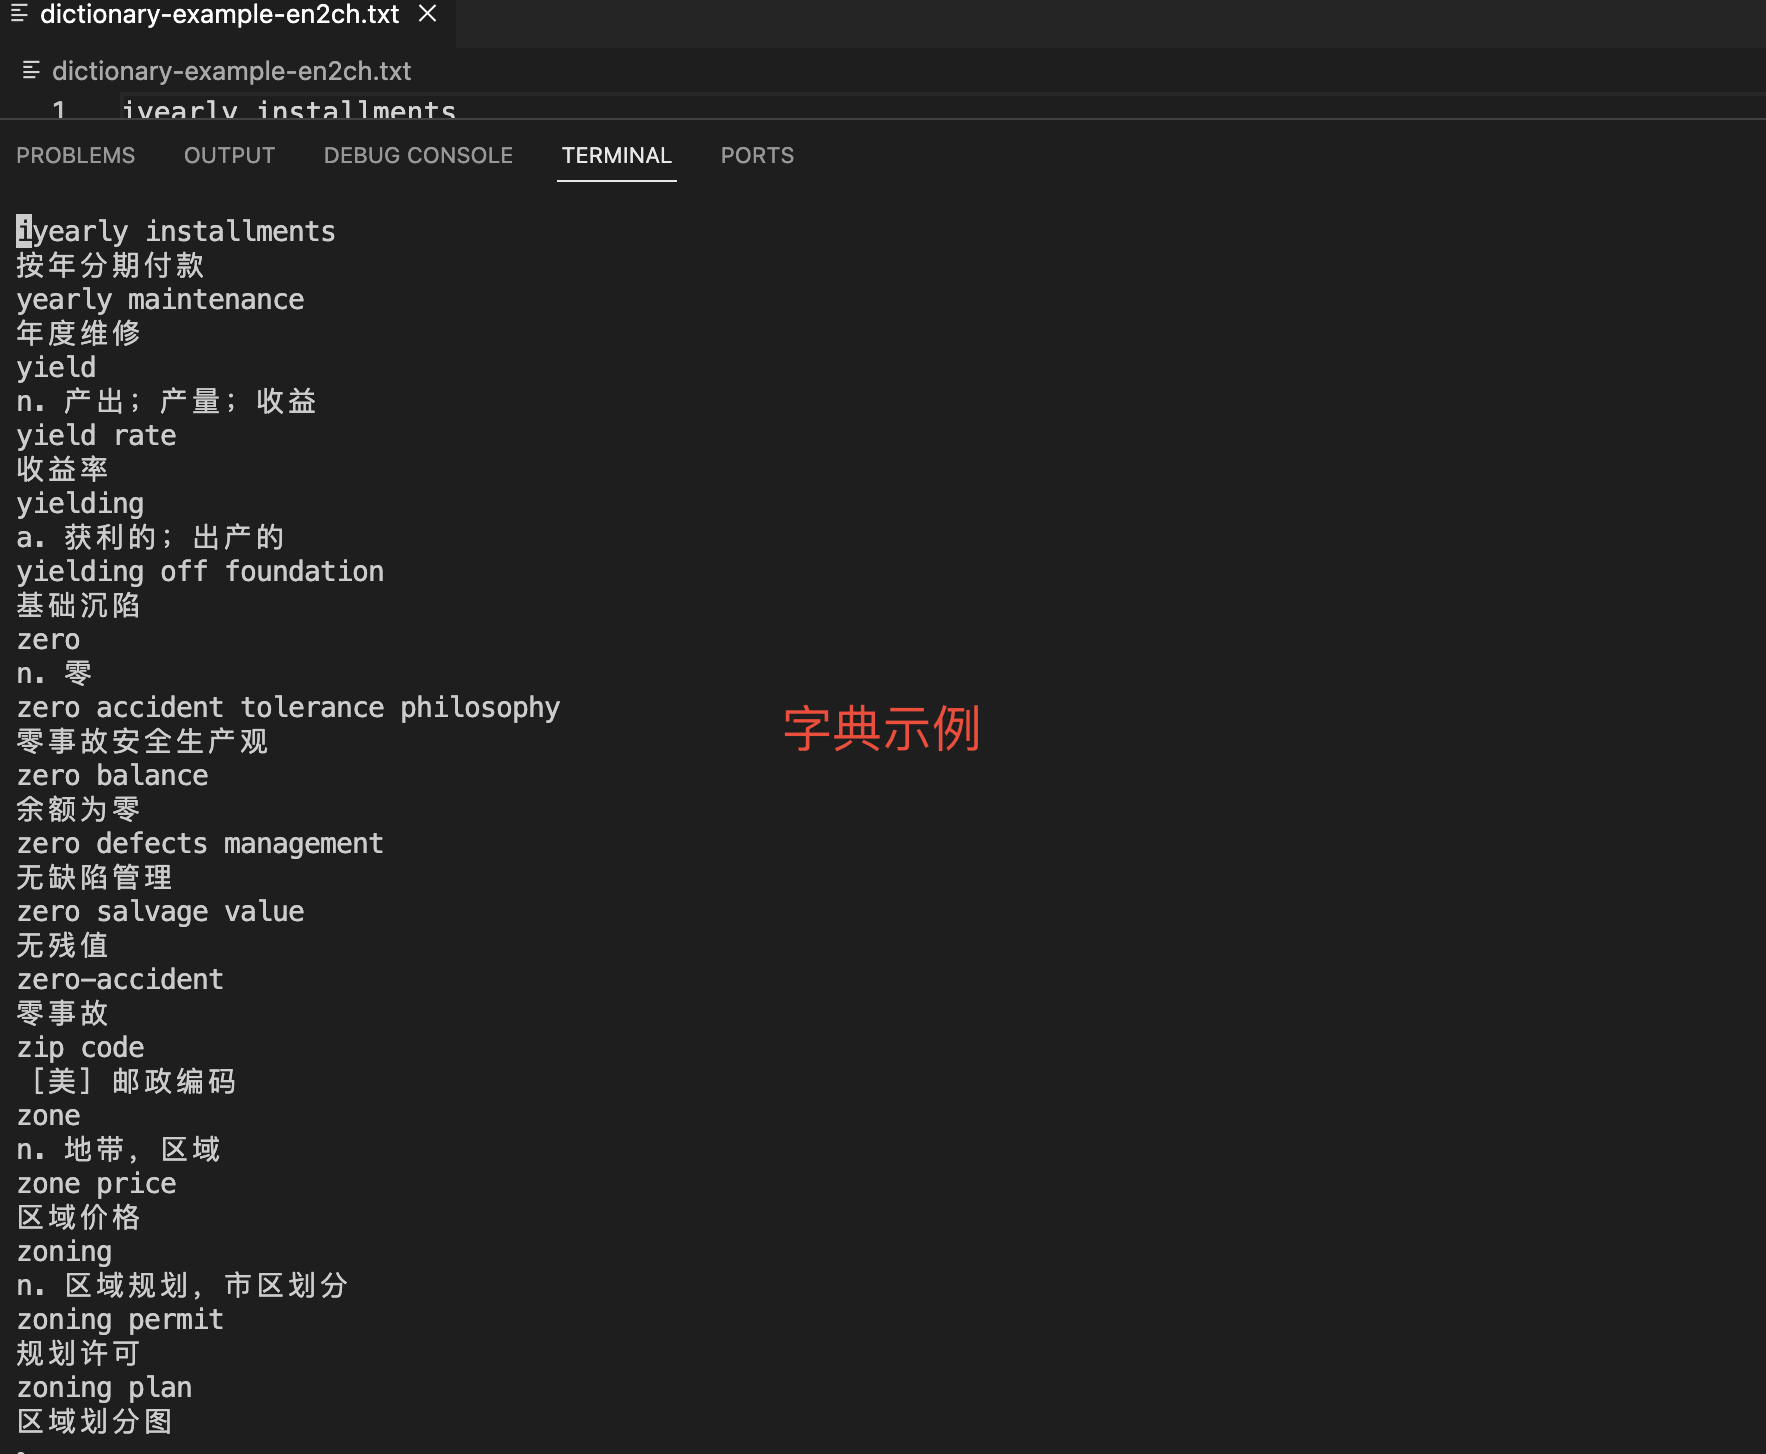 dictionary-example-en2ch.txt
dictionary-example-en2ch.txt
1 iyearly installments
PROBLEMS OUTPUT DEBUG CONSOLE TERMINAL PORTS
iyearly installments
按年分期付款
yearly maintenance
年度维修
yield
n. 产出；产量；收益
yield rate
收益率
yielding
a. 获利的；出产的
yielding off foundation
基础沉陷
zero
n. 零
zero accident tolerance philosophy
零事故安全生产观
字典示例
zero balance
余额为零
zero defects management
无缺陷管理
zero salvage value
无残值
zero-accident
零事故
zip code
［美］邮政编码
zone
n. 地带，区域
zone price
区域价格
zoning
n. 区域规划，市区划分
zoning permit
规划许可
zoning plan
区域划分图